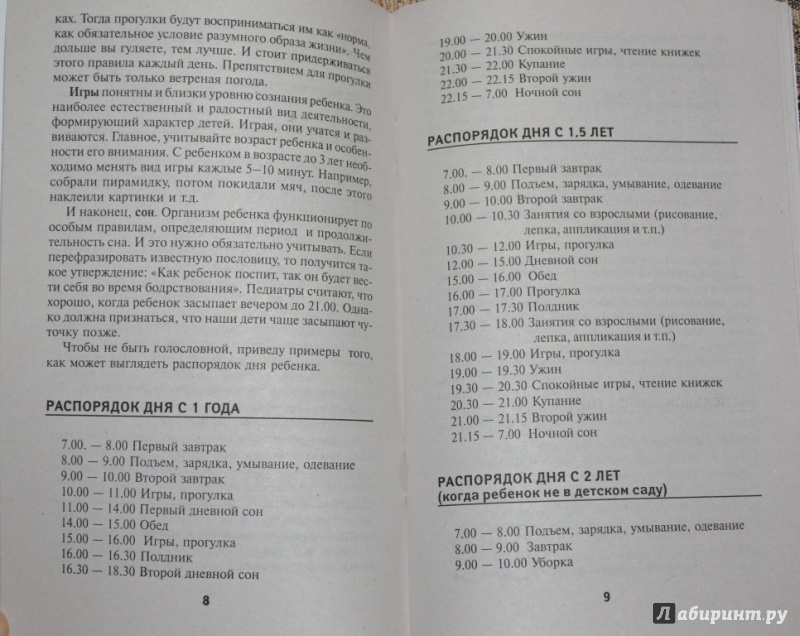 ках. Тогда прогулки будут восприниматься им как «норма,
как обязательное условие разумного образа жизни». Чем
дольше вы гуляете, тем лучше. И стоит придерживаться
этого правила каждый день. Препятствием для прогулки
может быть только ветреная погода.
Игры понятны и близки уровню сознания ребенка. Это
наиболее естественный и радостный вид деятельности,
формирующий характер детей. Играя, они учатся и раз-
виваются. Главное, учитывайте возраст ребенка и особен-
ности его внимания. С ребенком в возрасте до 3 лет необ-
ходимо менять вид игры каждые 5–10 минут. Например,
собрали пирамидку, потом покидали мяч, после этого
наклеили картинки и т.д.
И наконец, сон. Организм ребенка функционирует по
особым правилам, определяющим период и продолжи-
тельность сна. И это нужно обязательно учитывать. Если
перефразировать известную пословицу, то получится та-
кое утверждение: «Как ребенок поспит, так он будет вес-
ти себя во время бодрствования». Педиатры считают, что
хорошо, когда ребенок засыпает вечером до 21.00. Одна-
ко должна признаться, что наши дети чаще засыпают чу-
точку позже.
Чтобы не быть голословной, приведу примеры того,
как может выглядеть распорядок дня ребенка.
РАСПОРЯДОК ДНЯ С 1 ГОДА
7.00. — 8.00 Первый завтрак
8.00 — 9.00 Подъем, зарядка, умывание, одевание
9.00 — 10.00 Второй завтрак
10.00 — 11.00 Игры, прогулка
11.00 — 14.00 Первый дневной сон
14.00 — 15.00 Обед
15.00 — 16.00 Игры, прогулка
16.00 — 16.30 Полдник
16.30 — 18.30 Второй дневной сон
8
19.00 — 20.00 Ужин
20.00 — 21.30 Спокойные игры, чтение книжек
21.30 — 22.00 Купание
22.00 — 22.15 Второй ужин
22.15 — 7.00 Ночной сон
РАСПОРЯДОК ДНЯ С 1,5 ЛЕТ
7.00. — 8.00 Первый завтрак
8.00 — 9.00 Подъем, зарядка, умывание, одевание
9.00 — 10.00 Второй завтрак
10.00 — 10.30 Занятия со взрослыми (рисование,
лепка, аппликация и т.п.)
10.30 — 12.00 Игры, прогулка
12.00 — 15.00 Дневной сон
15.00 — 16.00 Обед
16.00 — 17.00 Прогулка
17.00 — 17.30 Полдник
17.30 — 18.00 Занятия со взрослыми (рисование,
лепка, аппликация и т.п.)
18.00 — 19.00 Игры, прогулка
19.00 — 19.30 Ужин
19.30 — 20.30 Спокойные игры, чтение книжек
20.30 — 21.00 Купание
21.00 — 21.15 Второй ужин
21.15 — 7.00 Ночной сон
РАСПОРЯДОК ДНЯ С 2 ЛЕТ
(когда ребенок не в детском саду)
7.00 — 8.00 Подъем, зарядка, умывание, одевание
8.00 — 9.00 Завтрак
9.00 — 10.00 Уборка
9
Лабиринт.ру